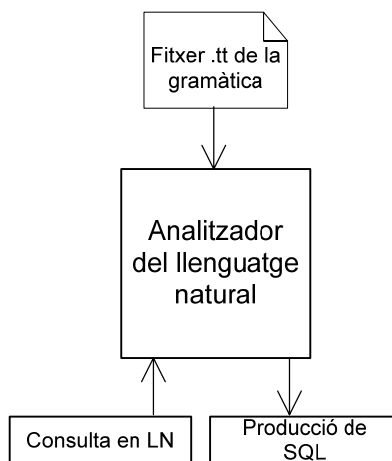 Fitxer .tt de la
gramàtica
Analitzador
del llenguatge
natural
Consulta en LN
Producció de
SQL